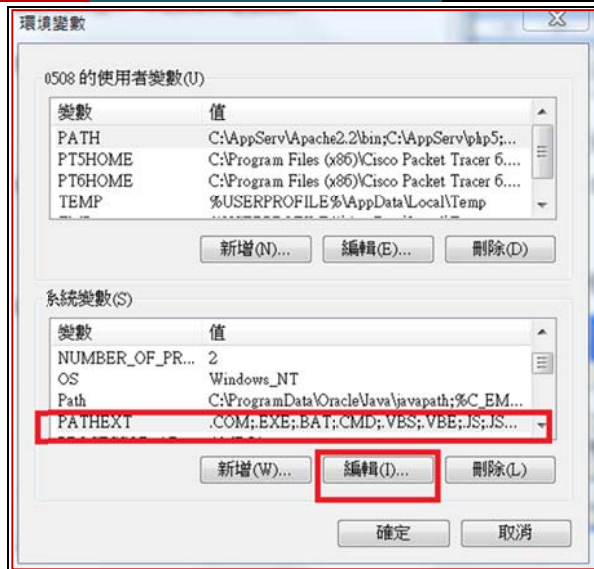 環境變數
0508 的使用者變數(U)
變數 值
PATH C:\AppServ\Apache2.2\bin;C:\AppServ\php5;...
PT5HOME C:\Program Files (x86)\Cisco Packet Tracer 6....
PT6HOME C:\Program Files (x86)\Cisco Packet Tracer 6....
TEMP %USERPROFILE%\AppData\Local\Temp
新增(N)... 編輯(E)... 刪除(D)
系統變數(S)
變數 值
NUMBER_OF_PR... 2
OS Windows_NT
Path C:\ProgramData\Oracle\Java\javapath;%C_EM...
PATHEXT .COM;.EXE;.BAT;.CMD;.VBS;.VBE;.JS;.JS...
新增(W)... 編輯(I)... 刪除(L)
確定 取消